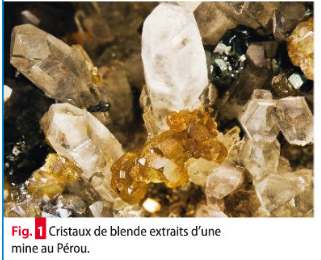 Fig. 1 Cristaux de blende extraits d'une
mine au Pérou.